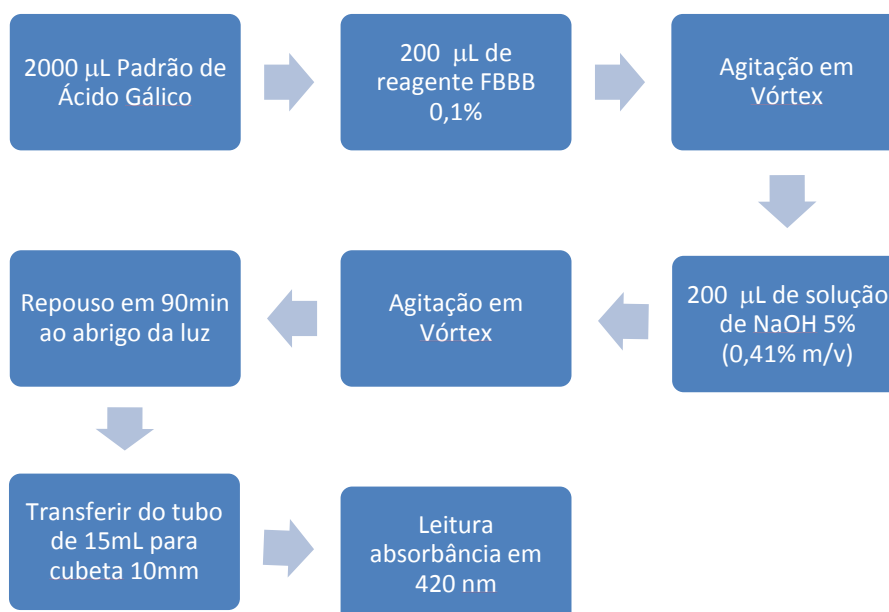 2000 µL Padrão de
Ácido Gálico
200 µL de
reagente FBBB
0,1%
Agitação em
Vórtex
200 µL de solução
de NaOH 5%
(0,41% m/v)
Agitação em
Vórtex
Repouso em 90min
ao abrigo da luz
Transferir do tubo
de 15mL para
cubeta 10mm
Leitura
absorbância em
420 nm